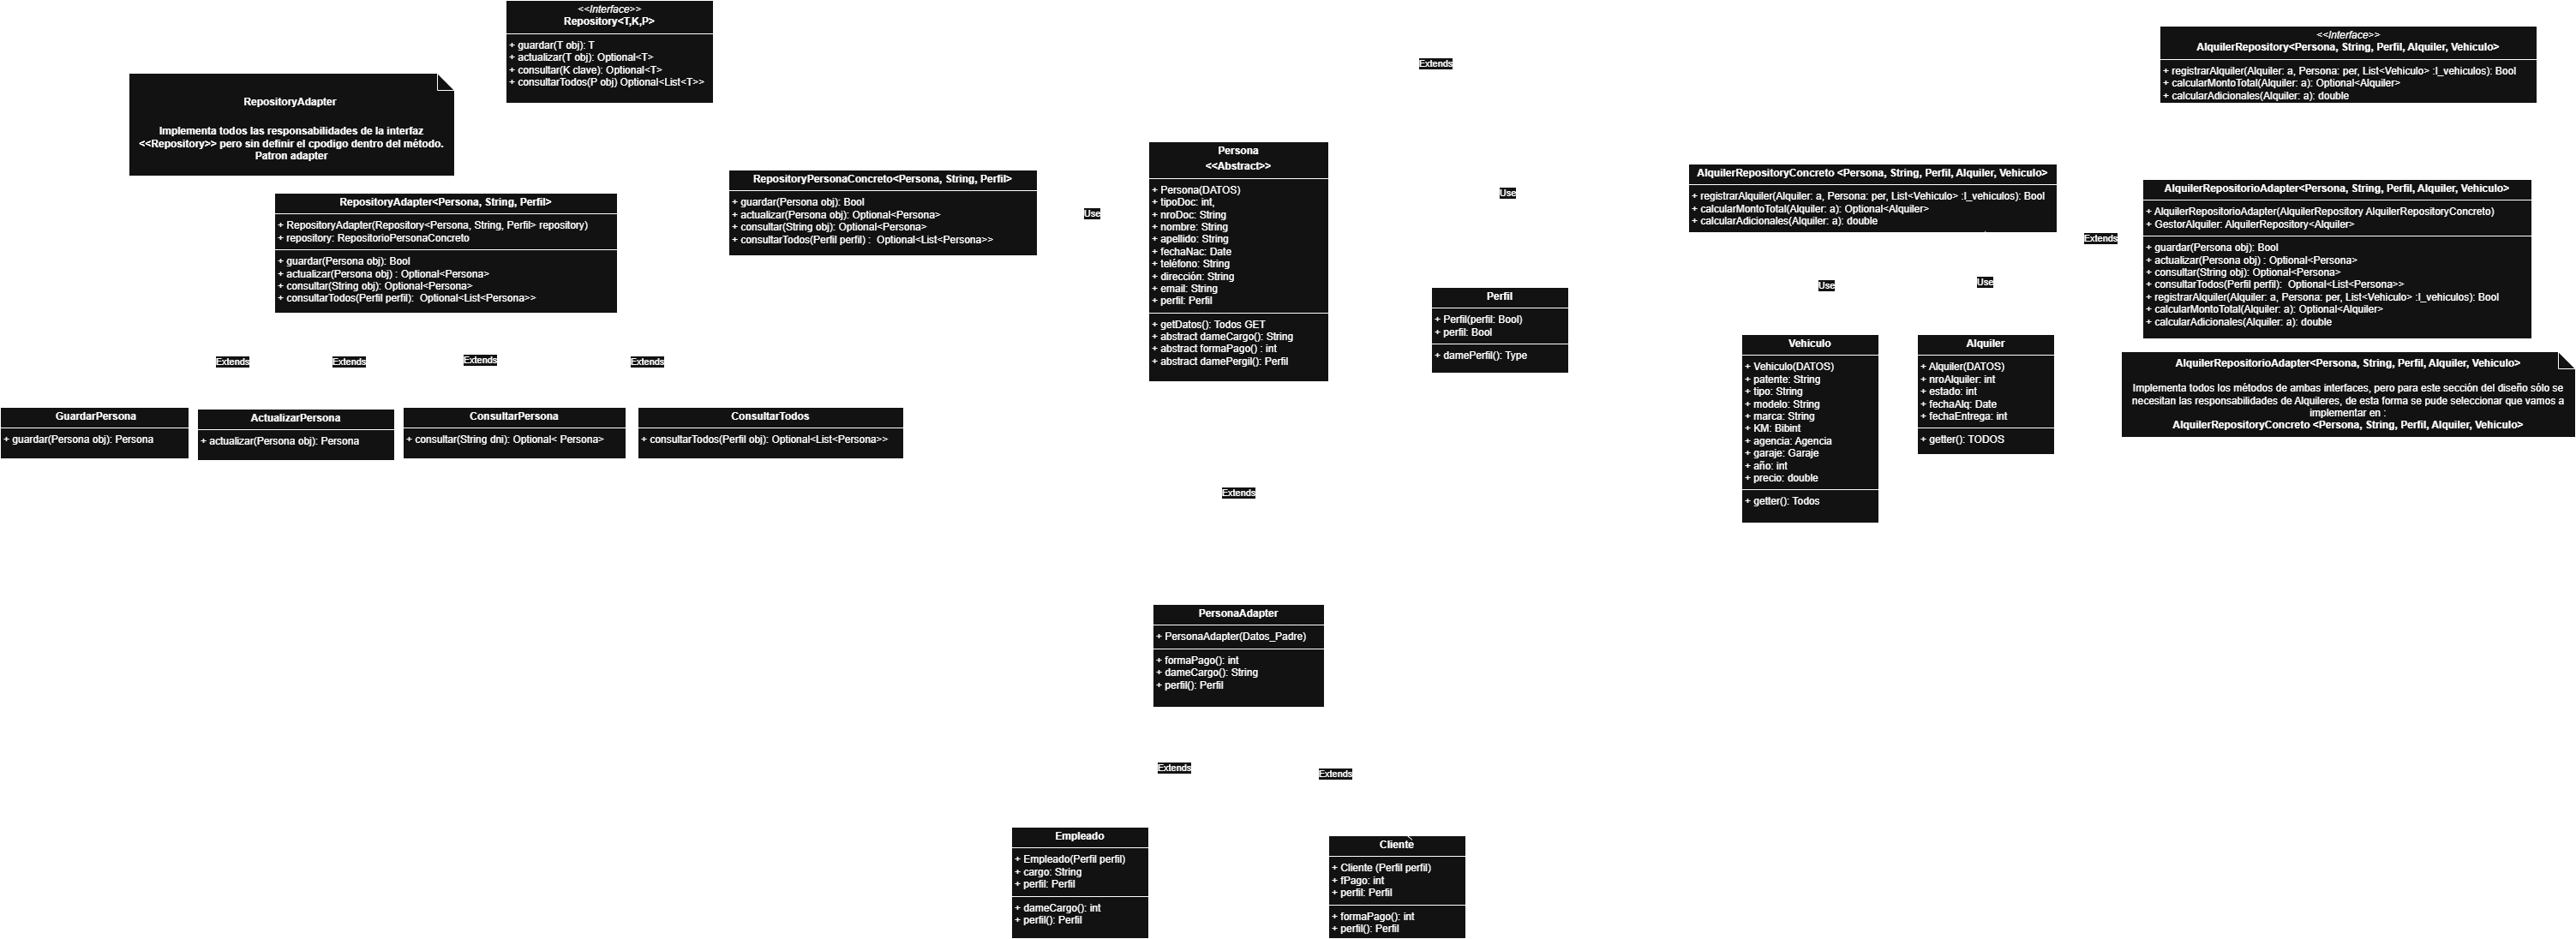 <<Interface>>
Repository<T,K,P>
+ guardar(T obj): T
+ actualizar(T obj): Optional<T>
+ consultar(K clave): Optional<T>
+ consultarTodos(P obj) Optional<List<T>>
RepositoryAdapter
Implementa todos las responsabilidades de la interfaz
<<Repository>> pero sin definir el cpodigo dentro del método.
Patron adapter
RepositoryAdapter<Persona, String, Perfil>
+ RepositoryAdapter(Repository<Persona, String, Perfil> repository)
+ repository: RepositorioPersonaConcreto
+ guardar(Persona obj): Bool
+ actualizar(Persona obj) : Optional<Persona>
+ consultar(String obj): Optional<Persona>
+ consultarTodos(Perfil perfil):  Optional<List<Persona>>
RepositoryPersonaConcreto<Persona, String, Perfil>
+ guardar(Persona obj): Bool
+ actualizar(Persona obj): Optional<Persona>
+ consultar(String obj): Optional<Persona>
+ consultarTodos(Perfil perfil) :  Optional<List<Persona>>
Use
Extends
Extends
Extends
Extends
GuardarPersona
+ guardar(Persona obj): Persona
ActualizarPersona
+ actualizar(Persona obj): Persona
ConsultarPersona
+ consultar(String dni): Optional< Persona>
ConsultarTodos
+ consultarTodos(Perfil obj): Optional<List<Persona>>
Extends
Persona
<<Abstract>>
+ Persona(DATOS)
+ tipoDoc: int,
+ nroDoc: String
+ nombre: String
+ apellido: String
+ fechaNac: Date
+ teléfono: String
+ dirección: String
+ email: String
+ perfil: Perfil
+ getDatos(): Todos GET
+ abstract dameCargo(): String
+ abstract formaPago() : int
+ abstract damePergil(): Perfil
Use
Perfil
+ Perfil(perfil: Bool)
+ perfil: Bool
+ damePerfil(): Type
Extends
PersonaAdapter
+ PersonaAdapter(Datos_Padre)
+ formaPago(): int
+ dameCargo(): String
+ perfil(): Perfil
Extends
Extends
Empleado
+ Empleado(Perfil perfil)
+ cargo: String
+ perfil: Perfil
+ dameCargo(): int
+ perfil(): Perfil
Cliente
+ Cliente (Perfil perfil)
+ fPago: int
+ perfil: Perfil
+ formaPago(): int
+ perfil(): Perfil
<<Interface>>
AlquilerRepository<Persona, String, Perfil, Alquiler, Vehiculo>
+ registrarAlquiler(Alquiler: a, Persona: per, List<Vehiculo> :l_vehiculos): Bool
+ calcularMontoTotal(Alquiler: a): Optional<Alquiler>
+ calcularAdicionales(Alquiler: a): double
AlquilerRepositoryConcreto <Persona, String, Perfil, Alquiler, Vehiculo>
+ registrarAlquiler(Alquiler: a, Persona: per, List<Vehiculo> :l_vehiculos): Bool
+ calcularMontoTotal(Alquiler: a): Optional<Alquiler>
+ calcularAdicionales(Alquiler: a): double
Extends
AlquilerRepositorioAdapter<Persona, String, Perfil, Alquiler, Vehiculo>
+ AlquilerRepositorioAdapter(AlquilerRepository AlquilerRepositoryConcreto)
+ GestorAlquiler: AlquilerRepository<Alquiler>
+ guardar(Persona obj): Bool
+ actualizar(Persona obj) : Optional<Persona>
+ consultar(String obj): Optional<Persona>
+ consultarTodos(Perfil perfil):  Optional<List<Persona>>
+ registrarAlquiler(Alquiler: a, Persona: per, List<Vehiculo> :l_vehiculos): Bool
+ calcularMontoTotal(Alquiler: a): Optional<Alquiler>
+ calcularAdicionales(Alquiler: a): double
Use
Use
Vehiculo
+ Vehiculo(DATOS)
+ patente: String
+ tipo: String
+ modelo: String
+ marca: String
+ KM: Bibint
+ agencia: Agencia
+ garaje: Garaje
+ año: int
+ precio: double
+ getter(): Todos
Alquiler
+ Alquiler(DATOS)
+ nroAlquiler: int
+ estado: int
+ fechaAlq: Date
+ fechaEntrega: int
+ getter(): TODOS
AlquilerRepositorioAdapter<Persona, String, Perfil, Alquiler, Vehiculo>
Implementa todos los métodos de ambas interfaces, pero para este sección del diseño sólo se
necesitan las responsabilidades de Alquileres, de esta forma se pude seleccionar que vamos a
implementar en :
AlquilerRepositoryConcreto <Persona, String, Perfil, Alquiler, Vehiculo>